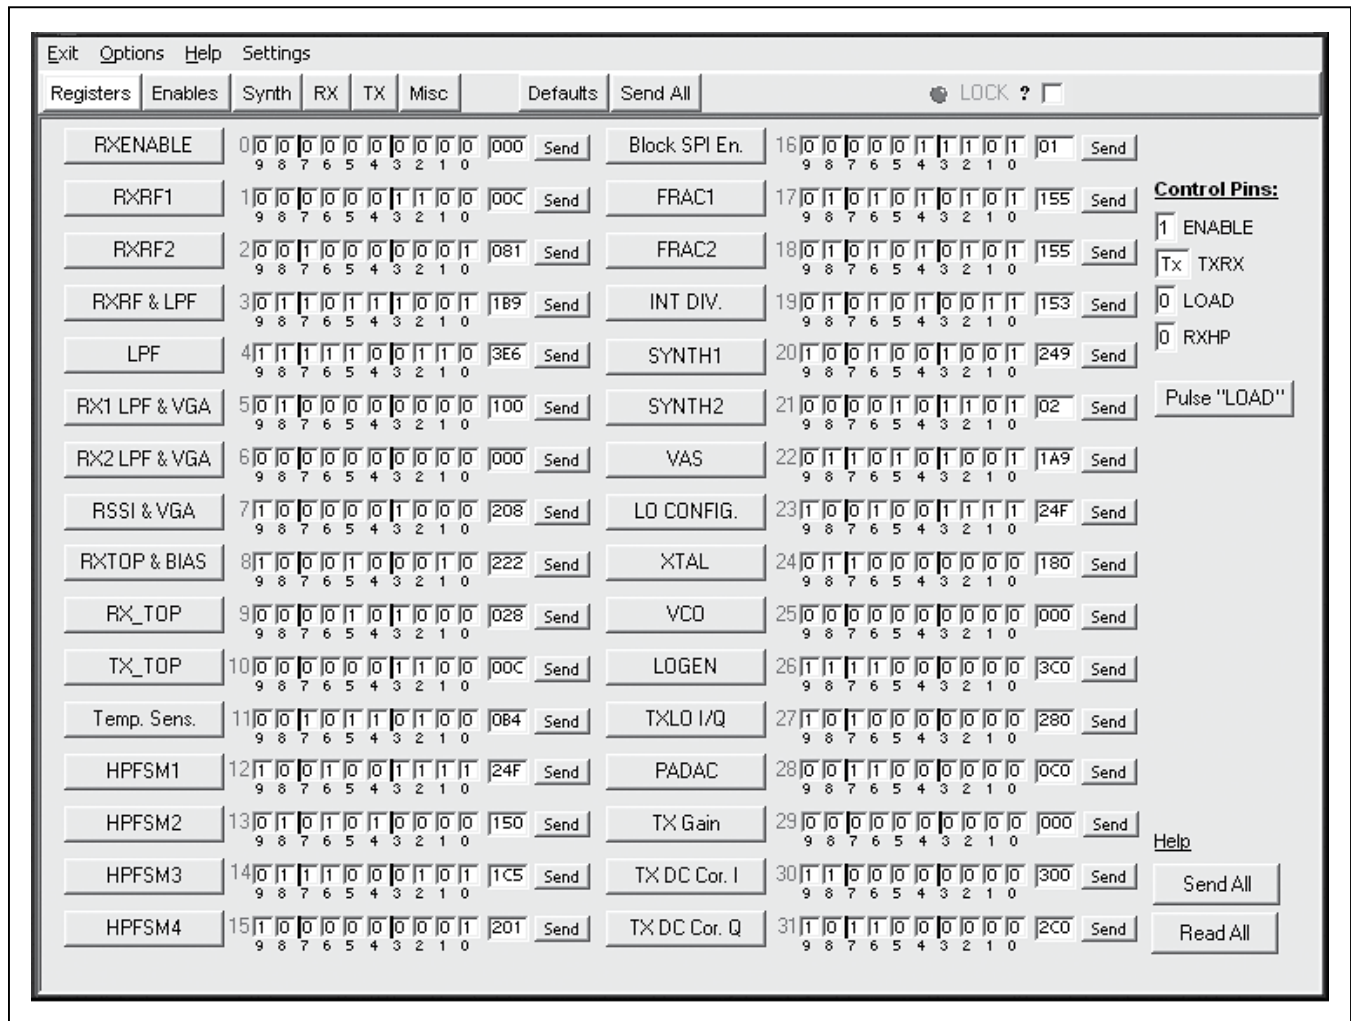 Exit Options Help Settings
Registers Enables Synth RX TX Misc Defaults Send All LOCK ?
RXENABLE 0 0 0 0 0 0 0 0 0 0 0 000 Send Block SPI En. 16 0 0 0 0 0 1 1 1 0 1 01 Send
9 8 7 6 5 4 3 2 1 0 9 8 7 6 5 4 3 2 1 0
RXRF1 1 0 0 0 0 0 0 1 1 0 0 00C Send FRAC1 17 0 1 0 1 0 1 0 1 0 1 155 Send
9 8 7 6 5 4 3 2 1 0 9 8 7 6 5 4 3 2 1 0
RXRF2 2 0 0 1 0 0 0 0 0 0 1 081 Send FRAC2 18 0 1 0 1 0 1 0 1 0 1 155 Send
9 8 7 6 5 4 3 2 1 0 9 8 7 6 5 4 3 2 1 0
RXRF & LPF 3 0 1 1 0 1 1 1 0 0 1 1B9 Send INT DIV. 19 0 1 0 1 0 1 0 0 1 1 153 Send
9 8 7 6 5 4 3 2 1 0 9 8 7 6 5 4 3 2 1 0
LPF 4 1 1 1 1 1 0 0 1 1 0 3E6 Send SYNTH1 20 1 0 0 1 0 0 1 0 0 1 249 Send
9 8 7 6 5 4 3 2 1 0 9 8 7 6 5 4 3 2 1 0
RX1 LPF & VGA 5 0 1 0 0 0 0 0 0 0 0 100 Send SYNTH2 21 0 0 0 0 1 0 1 1 0 1 02 Send
9 8 7 6 5 4 3 2 1 0 9 8 7 6 5 4 3 2 1 0
RX2 LPF & VGA 6 0 0 0 0 0 0 0 0 0 0 000 Send VAS 22 0 1 1 0 1 0 1 0 0 1 1A9 Send
9 8 7 6 5 4 3 2 1 0 9 8 7 6 5 4 3 2 1 0
RSSI & VGA 7 1 0 0 0 0 0 1 0 0 0 208 Send LO CONFIG. 23 1 0 0 1 0 0 1 1 1 1 24F Send
9 8 7 6 5 4 3 2 1 0 9 8 7 6 5 4 3 2 1 0
RXTOP & BIAS 8 1 0 0 0 1 0 0 0 1 0 222 Send XTAL 24 0 1 1 0 0 0 0 0 0 0 180 Send
9 8 7 6 5 4 3 2 1 0 9 8 7 6 5 4 3 2 1 0
RX_TOP 9 0 0 0 0 1 0 1 0 0 0 028 Send VCO 25 0 0 0 0 0 0 0 0 0 0 000 Send
9 8 7 6 5 4 3 2 1 0 9 8 7 6 5 4 3 2 1 0
TX_TOP 10 0 0 0 0 0 0 1 1 0 0 00C Send LOGEN 26 1 1 1 1 0 0 0 0 0 0 3C0 Send
9 8 7 6 5 4 3 2 1 0 9 8 7 6 5 4 3 2 1 0
Temp. Sens. 11 0 0 1 0 1 1 0 1 0 0 0B4 Send TXLO I/Q 27 1 0 1 0 0 0 0 0 0 0 280 Send
9 8 7 6 5 4 3 2 1 0 9 8 7 6 5 4 3 2 1 0
HPFSM1 12 1 0 0 1 0 0 1 1 1 1 24F Send PADAC 28 0 0 1 1 0 0 0 0 0 0 0C0 Send
9 8 7 6 5 4 3 2 1 0 9 8 7 6 5 4 3 2 1 0
HPFSM2 13 0 1 0 1 0 1 0 0 0 0 150 Send TX Gain 29 0 0 0 0 0 0 0 0 0 0 000 Send
9 8 7 6 5 4 3 2 1 0 9 8 7 6 5 4 3 2 1 0
HPFSM3 14 0 1 1 1 0 0 0 1 0 1 1C5 Send TX DC Cor. I 30 1 1 0 0 0 0 0 0 0 0 300 Send
9 8 7 6 5 4 3 2 1 0 9 8 7 6 5 4 3 2 1 0
HPFSM4 15 1 0 0 0 0 0 0 0 0 1 201 Send TX DC Cor. Q 31 1 0 1 1 0 0 0 0 0 0 2C0 Send
9 8 7 6 5 4 3 2 1 0 9 8 7 6 5 4 3 2 1 0
Control Pins:
1 ENABLE
Tx TXRX
0 LOAD
0 RXHP
Pulse "LOAD"
Help
Send All
Read All